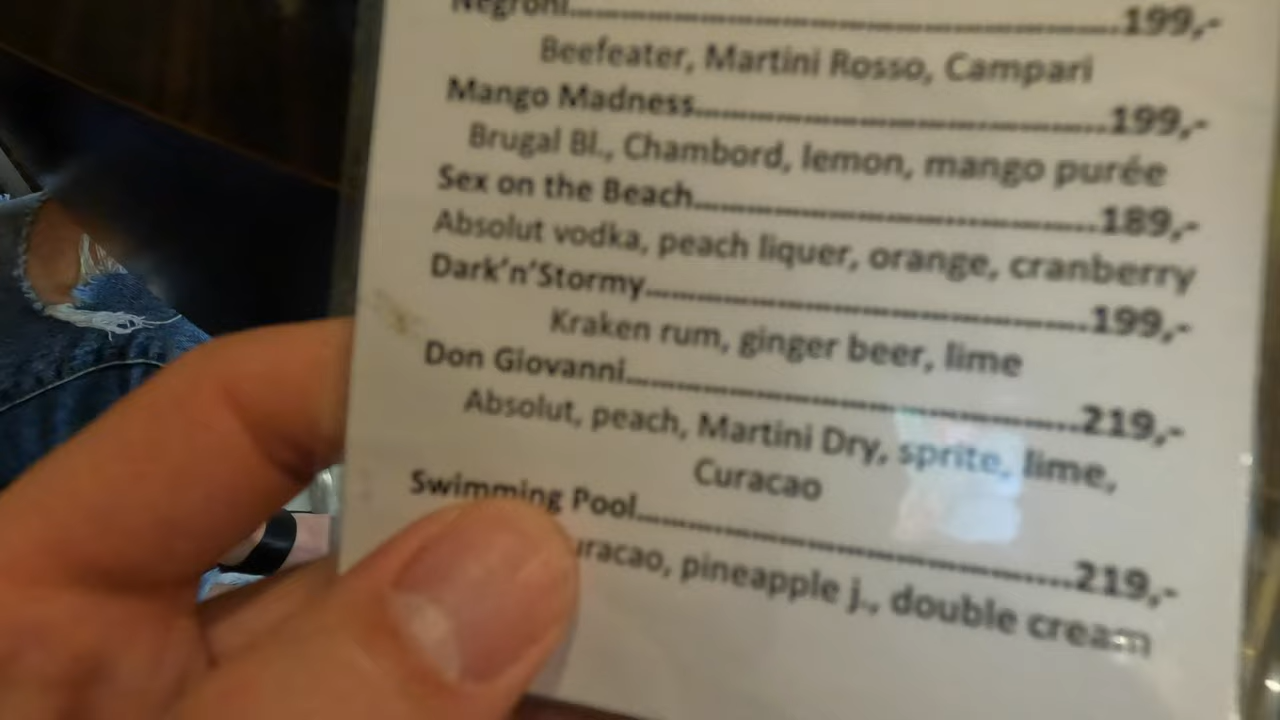 Negroni............199,-
Beefeater, Martini Rosso, Campari
Mango Madness............199,-
Brugal Bl., Chambord, lemon, mango purée
Sex on the Beach............189,-
Absolut vodka, peach liquer, orange, cranberry
Dark'n'Stormy............199,-
Kraken rum, ginger beer, lime
Don Giovanni............219,-
Absolut, peach, Martini Dry, sprite, lime,
Curacao
Swimming Pool............219,-
pineapple j., double cream